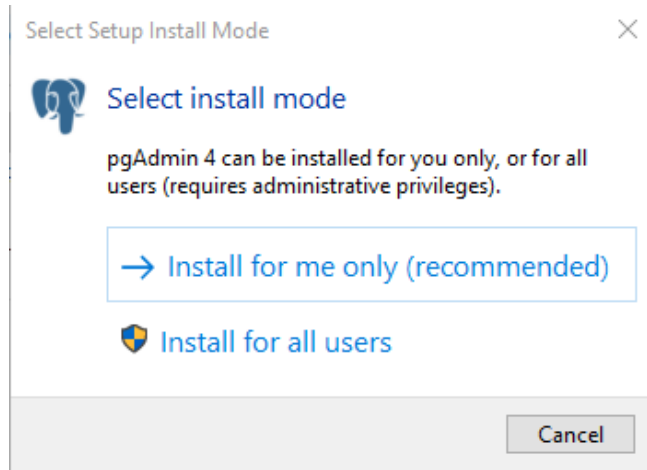 Select Setup Install Mode
Select install mode
pgAdmin 4 can be installed for you only, or for all
users (requires administrative privileges).
Install for me only (recommended)
Install for all users
Cancel